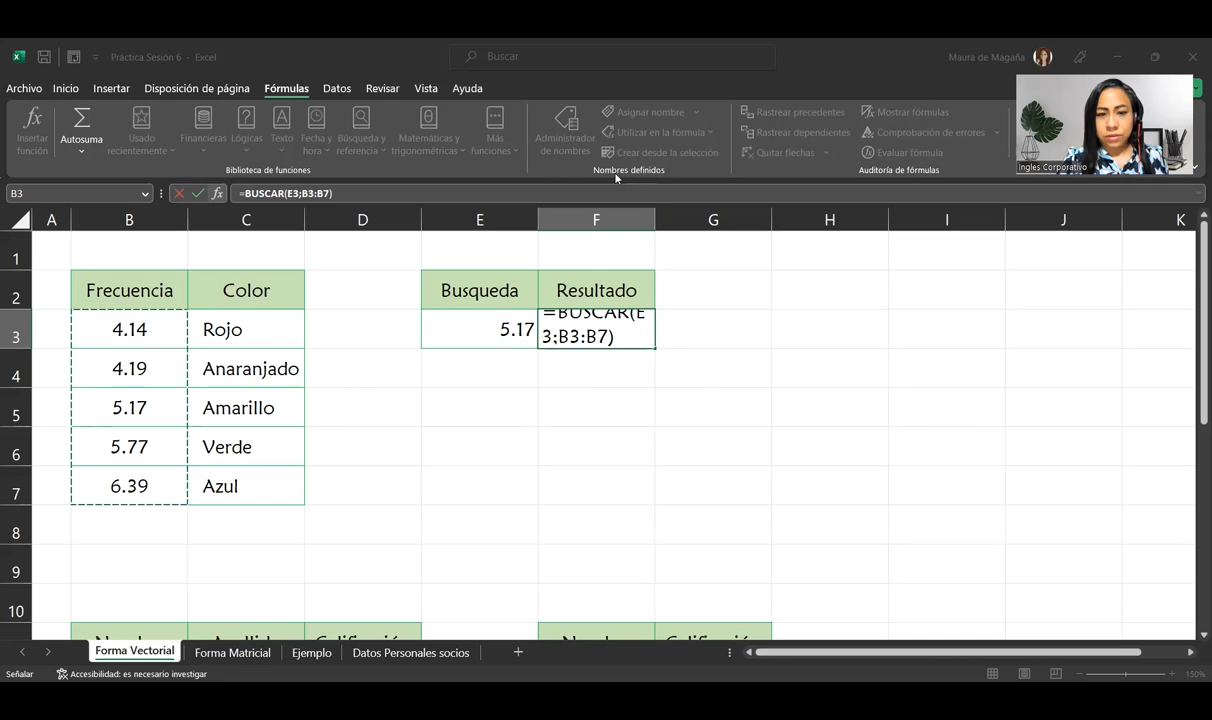 Práctica Sesión 6 - Excel
Buscar
Maura de Magaña
Archivo Inicio Insertar Disposición de página Fórmulas Datos Revisar Vista Ayuda
Insertar función
Autosuma
Usado recientemente
Financieras
Lógicas
Texto
Fecha y hora
Búsqueda y referencia
Matemáticas y trigonométricas
Más funciones
Biblioteca de funciones
Administrador de nombres
Asignar nombre
Utilizar en la fórmula
Crear desde la selección
Nombres definidos
Rastrear precedentes
Rastrear dependientes
Quitar flechas
Mostrar fórmulas
Comprobación de errores
Evaluar fórmula
Auditoría de fórmulas
Ingles Corporativo
B3 fx =BUSCAR(E3;B3:B7)
A B C D E F G H I J K
1
2 Frecuencia Color Busqueda Resultado
3 4.14 Rojo 5.17 =BUSCAR(E
3;B3:B7)
4 4.19 Anaranjado
5 5.17 Amarillo
6 5.77 Verde
7 6.39 Azul
8
9
10
Forma Vectorial Forma Matricial Ejemplo Datos Personales socios
Señalar Accesibilidad: es necesario investigar 150%